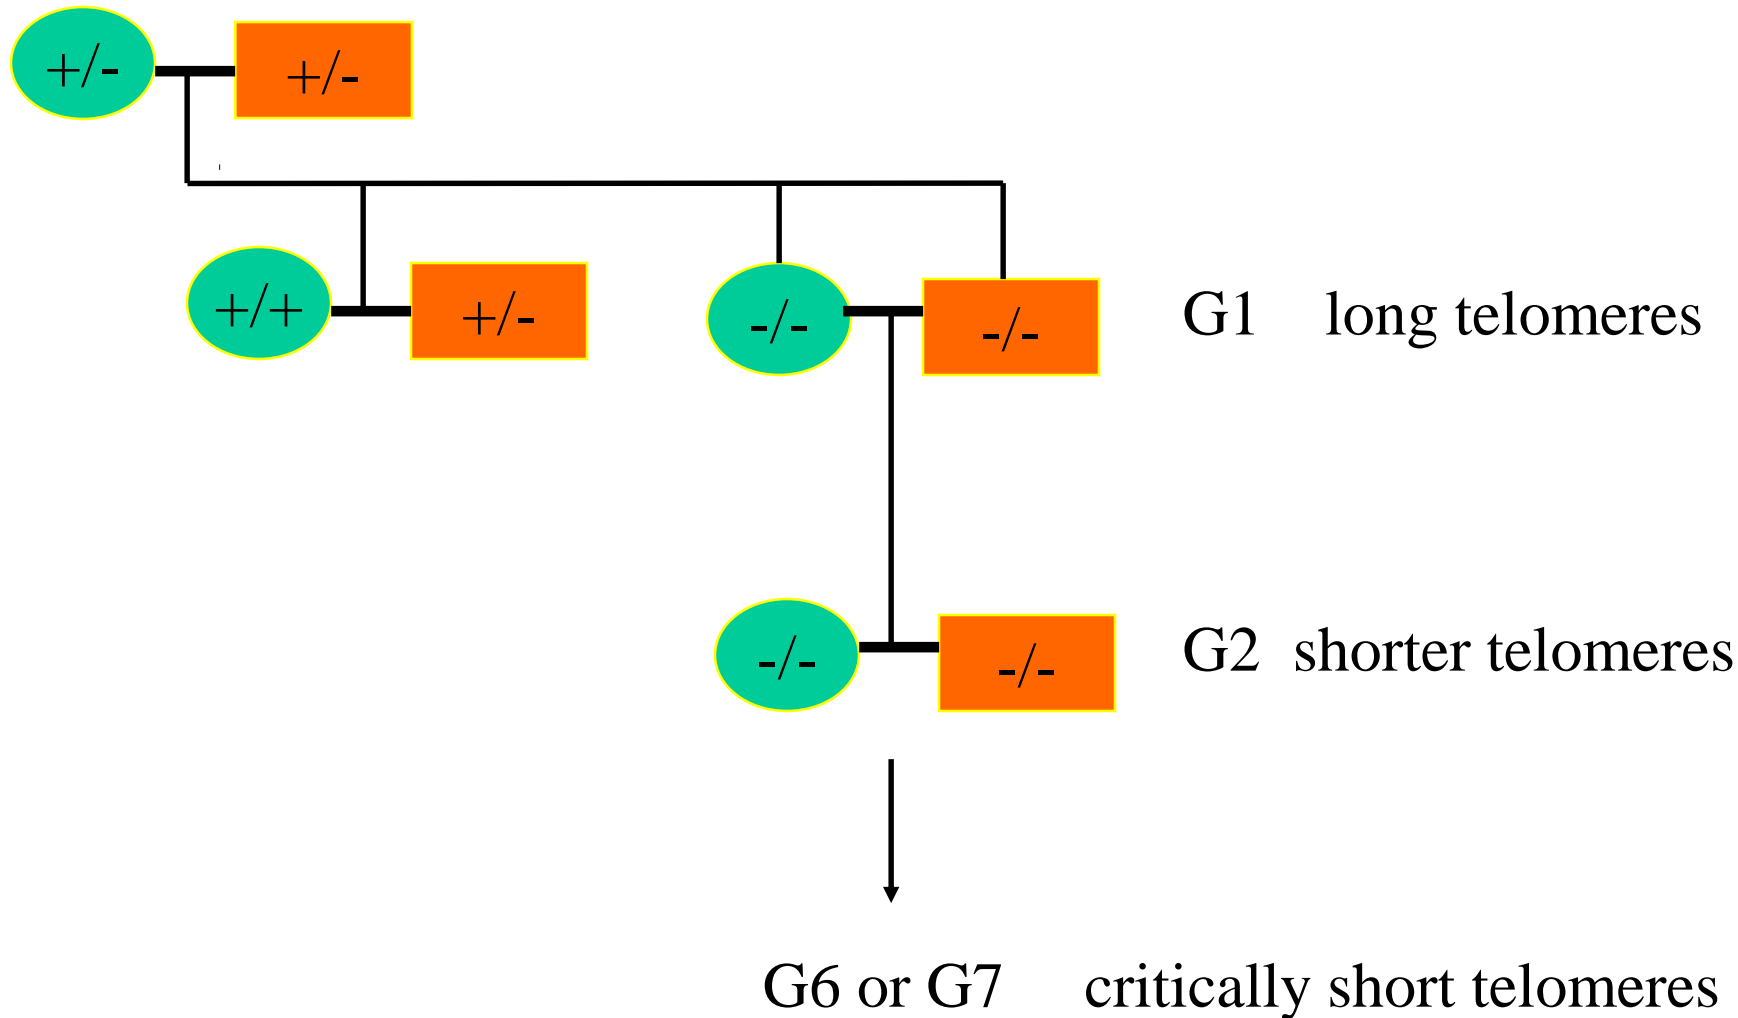 +/- +/-
+/+ +/- -/- -/- G1 long telomeres
-/- -/- G2 shorter telomeres
G6 or G7 critically short telomeres